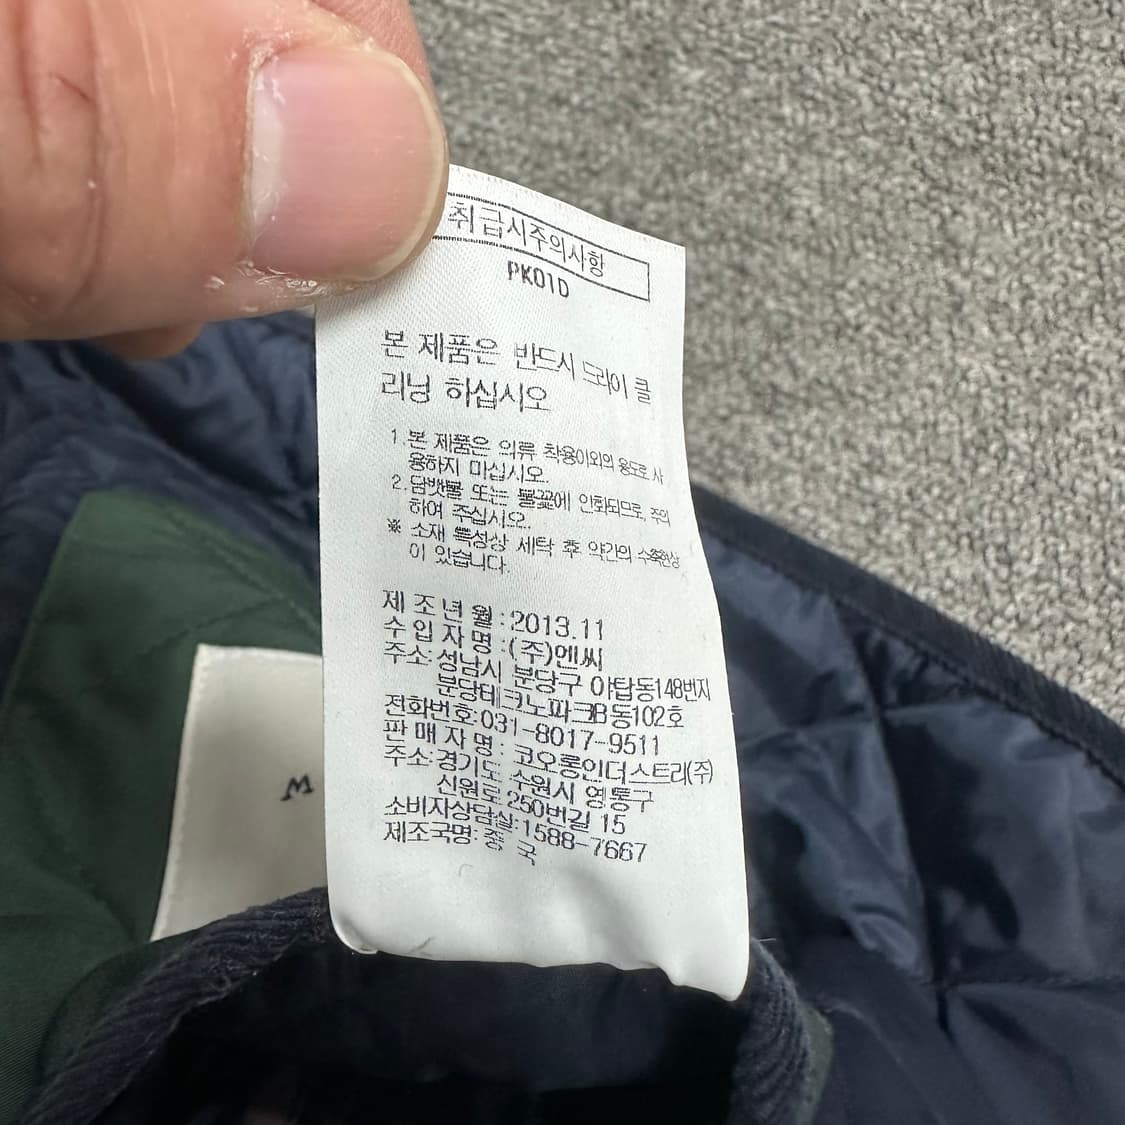 취급시주의사항
PK01D
본 제품은 반드시 드라이 클
리닝 하십시오
1.본 제품은 의류 착용이외의 용도로 사
용하지 마십시오.
2.담뱃불 또는 불꽃에 인화되므로, 주의
하여 주십시오.
※ 소재 특성상 세탁 후 약간의 수축현상
이 있습니다.
제 조 년 월 : 2013.11
수 입 자 명 : (주)엔씨
주소:성남시 분당구 야탑동148번지
분당테크노파크B동102호
전화번호:031-8017-9511
판 매 자 명 : 코오롱인더스트리(주)
주소:경기도 수원시 영통구
신원로250번길 15
소비자상담실:1588-7667
제조국명: 중 국
M